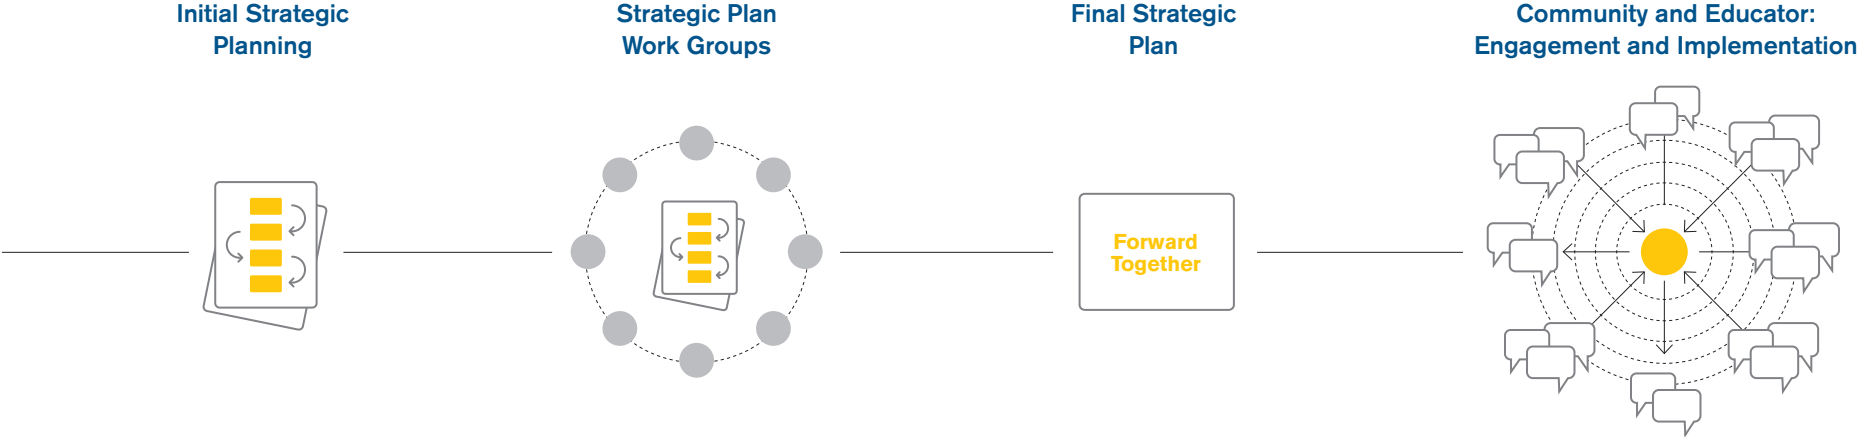 Initial Strategic
Planning
Strategic Plan
Work Groups
Final Strategic
Plan
Community and Educator:
Engagement and Implementation
Forward
Together